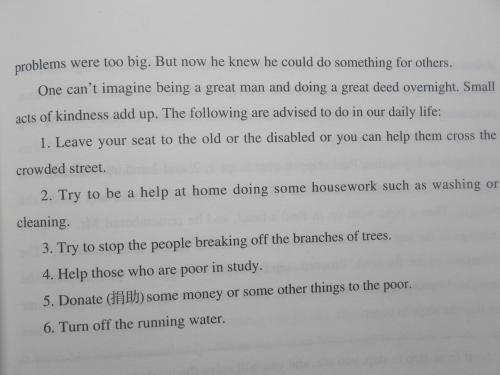 problems were too big. But now he knew he could do something for others.
One can't imagine being a great man and doing a great deed overnight. Small
acts of kindness add up. The following are advised to do in our daily life:
1. Leave your seat to the old or the disabled or you can help them cross the
crowded street.
2. Try to be a help at home doing some housework such as washing or
cleaning.
3. Try to stop the people breaking off the branches of trees.
4. Help those who are poor in study.
5. Donate (捐助) some money or some other things to the poor.
6. Turn off the running water.